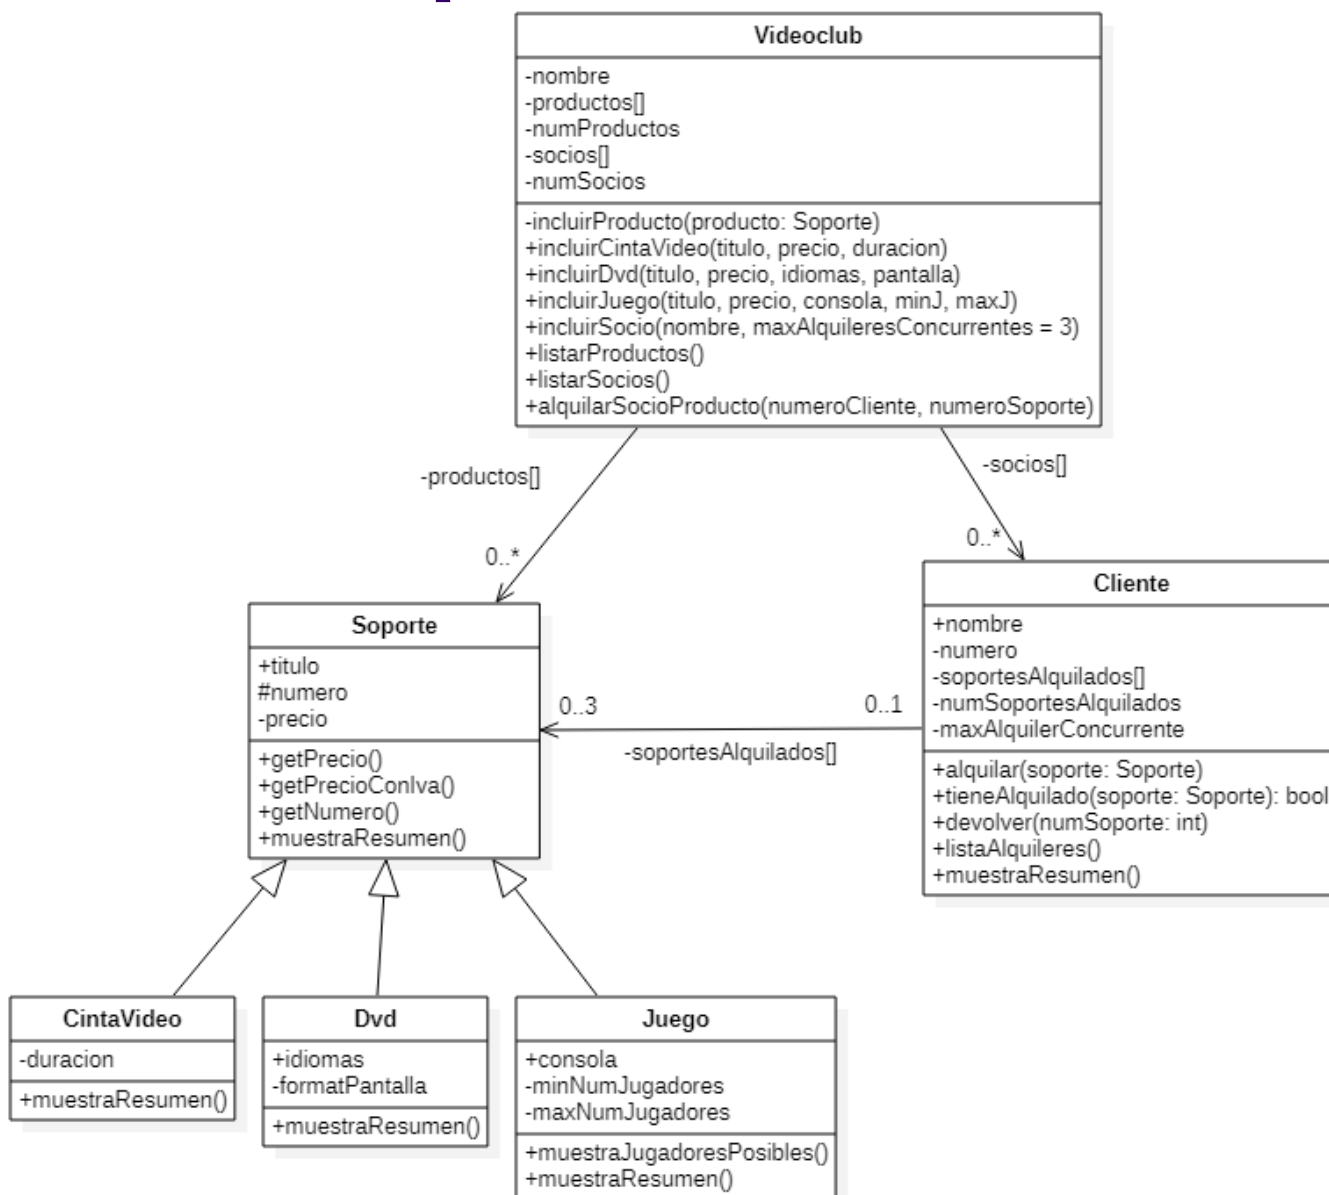 Videoclub
-nombre
-productos[]
-numProductos
-socios[]
-numSocios
-incluirProducto(producto: Soporte)
+incluirCintaVideo(titulo, precio, duracion)
+incluirDvd(titulo, precio, idiomas, pantalla)
+incluirJuego(titulo, precio, consola, minJ, maxJ)
+incluirSocio(nombre, maxAlquileresConcurrentes = 3)
+listarProductos()
+listarSocios()
+alquilarSocioProducto(numeroCliente, numeroSoporte)
-productos[]
-socios[]
0..*
0..*
Soporte
+titulo
#numero
-precio
+getPrecio()
+getPrecioConIva()
+getNumero()
+muestraResumen()
0..3
0..1
-soportesAlquilados[]
Cliente
+nombre
-numero
-soportesAlquilados[]
-numSoportesAlquilados
-maxAlquilerConcurrente
+alquilar(soporte: Soporte)
+tieneAlquilado(soporte: Soporte): bool
+devolver(numSoporte: int)
+listaAlquileres()
+muestraResumen()
CintaVideo
-duracion
+muestraResumen()
Dvd
+idiomas
-formatPantalla
+muestraResumen()
Juego
+consola
-minNumJugadores
-maxNumJugadores
+muestraJugadoresPosibles()
+muestraResumen()